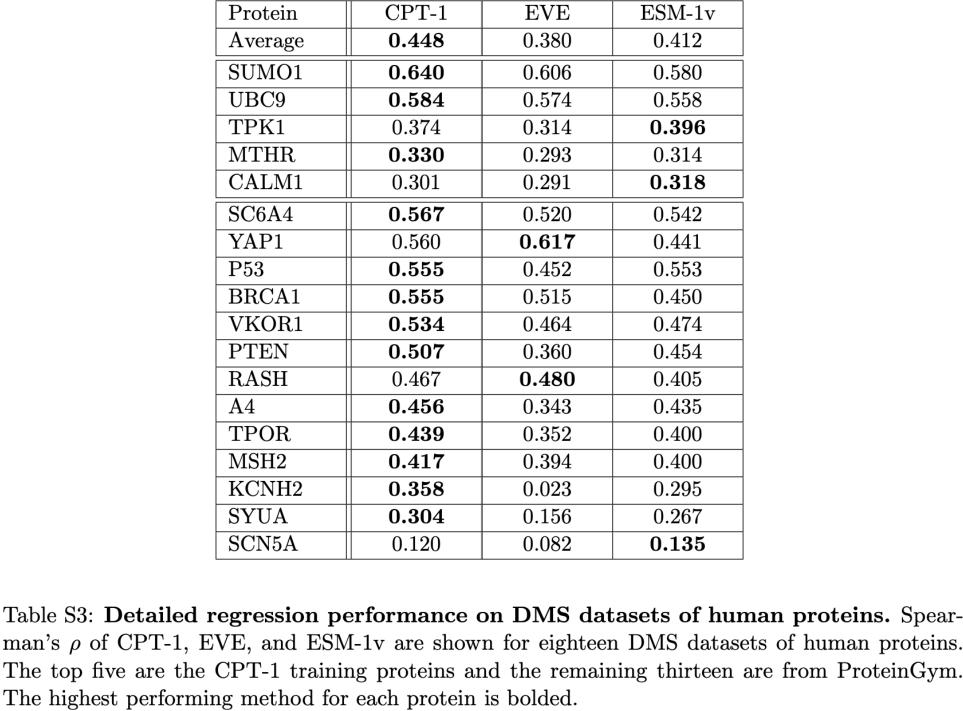 Protein CPT-1 EVE ESM-1v
Average 0.448 0.380 0.412
SUMO1 0.640 0.606 0.580
UBC9 0.584 0.574 0.558
TPK1 0.374 0.314 0.396
MTHR 0.330 0.293 0.314
CALM1 0.301 0.291 0.318
SC6A4 0.567 0.520 0.542
YAP1 0.560 0.617 0.441
P53 0.555 0.452 0.553
BRCA1 0.555 0.515 0.450
VKOR1 0.534 0.464 0.474
PTEN 0.507 0.360 0.454
RASH 0.467 0.480 0.405
A4 0.456 0.343 0.435
TPOR 0.439 0.352 0.400
MSH2 0.417 0.394 0.400
KCNH2 0.358 0.023 0.295
SYUA 0.304 0.156 0.267
SCN5A 0.120 0.082 0.135
Table S3: Detailed regression performance on DMS datasets of human proteins. Spear-
man's ρ of CPT-1, EVE, and ESM-1v are shown for eighteen DMS datasets of human proteins.
The top five are the CPT-1 training proteins and the remaining thirteen are from ProteinGym.
The highest performing method for each protein is bolded.